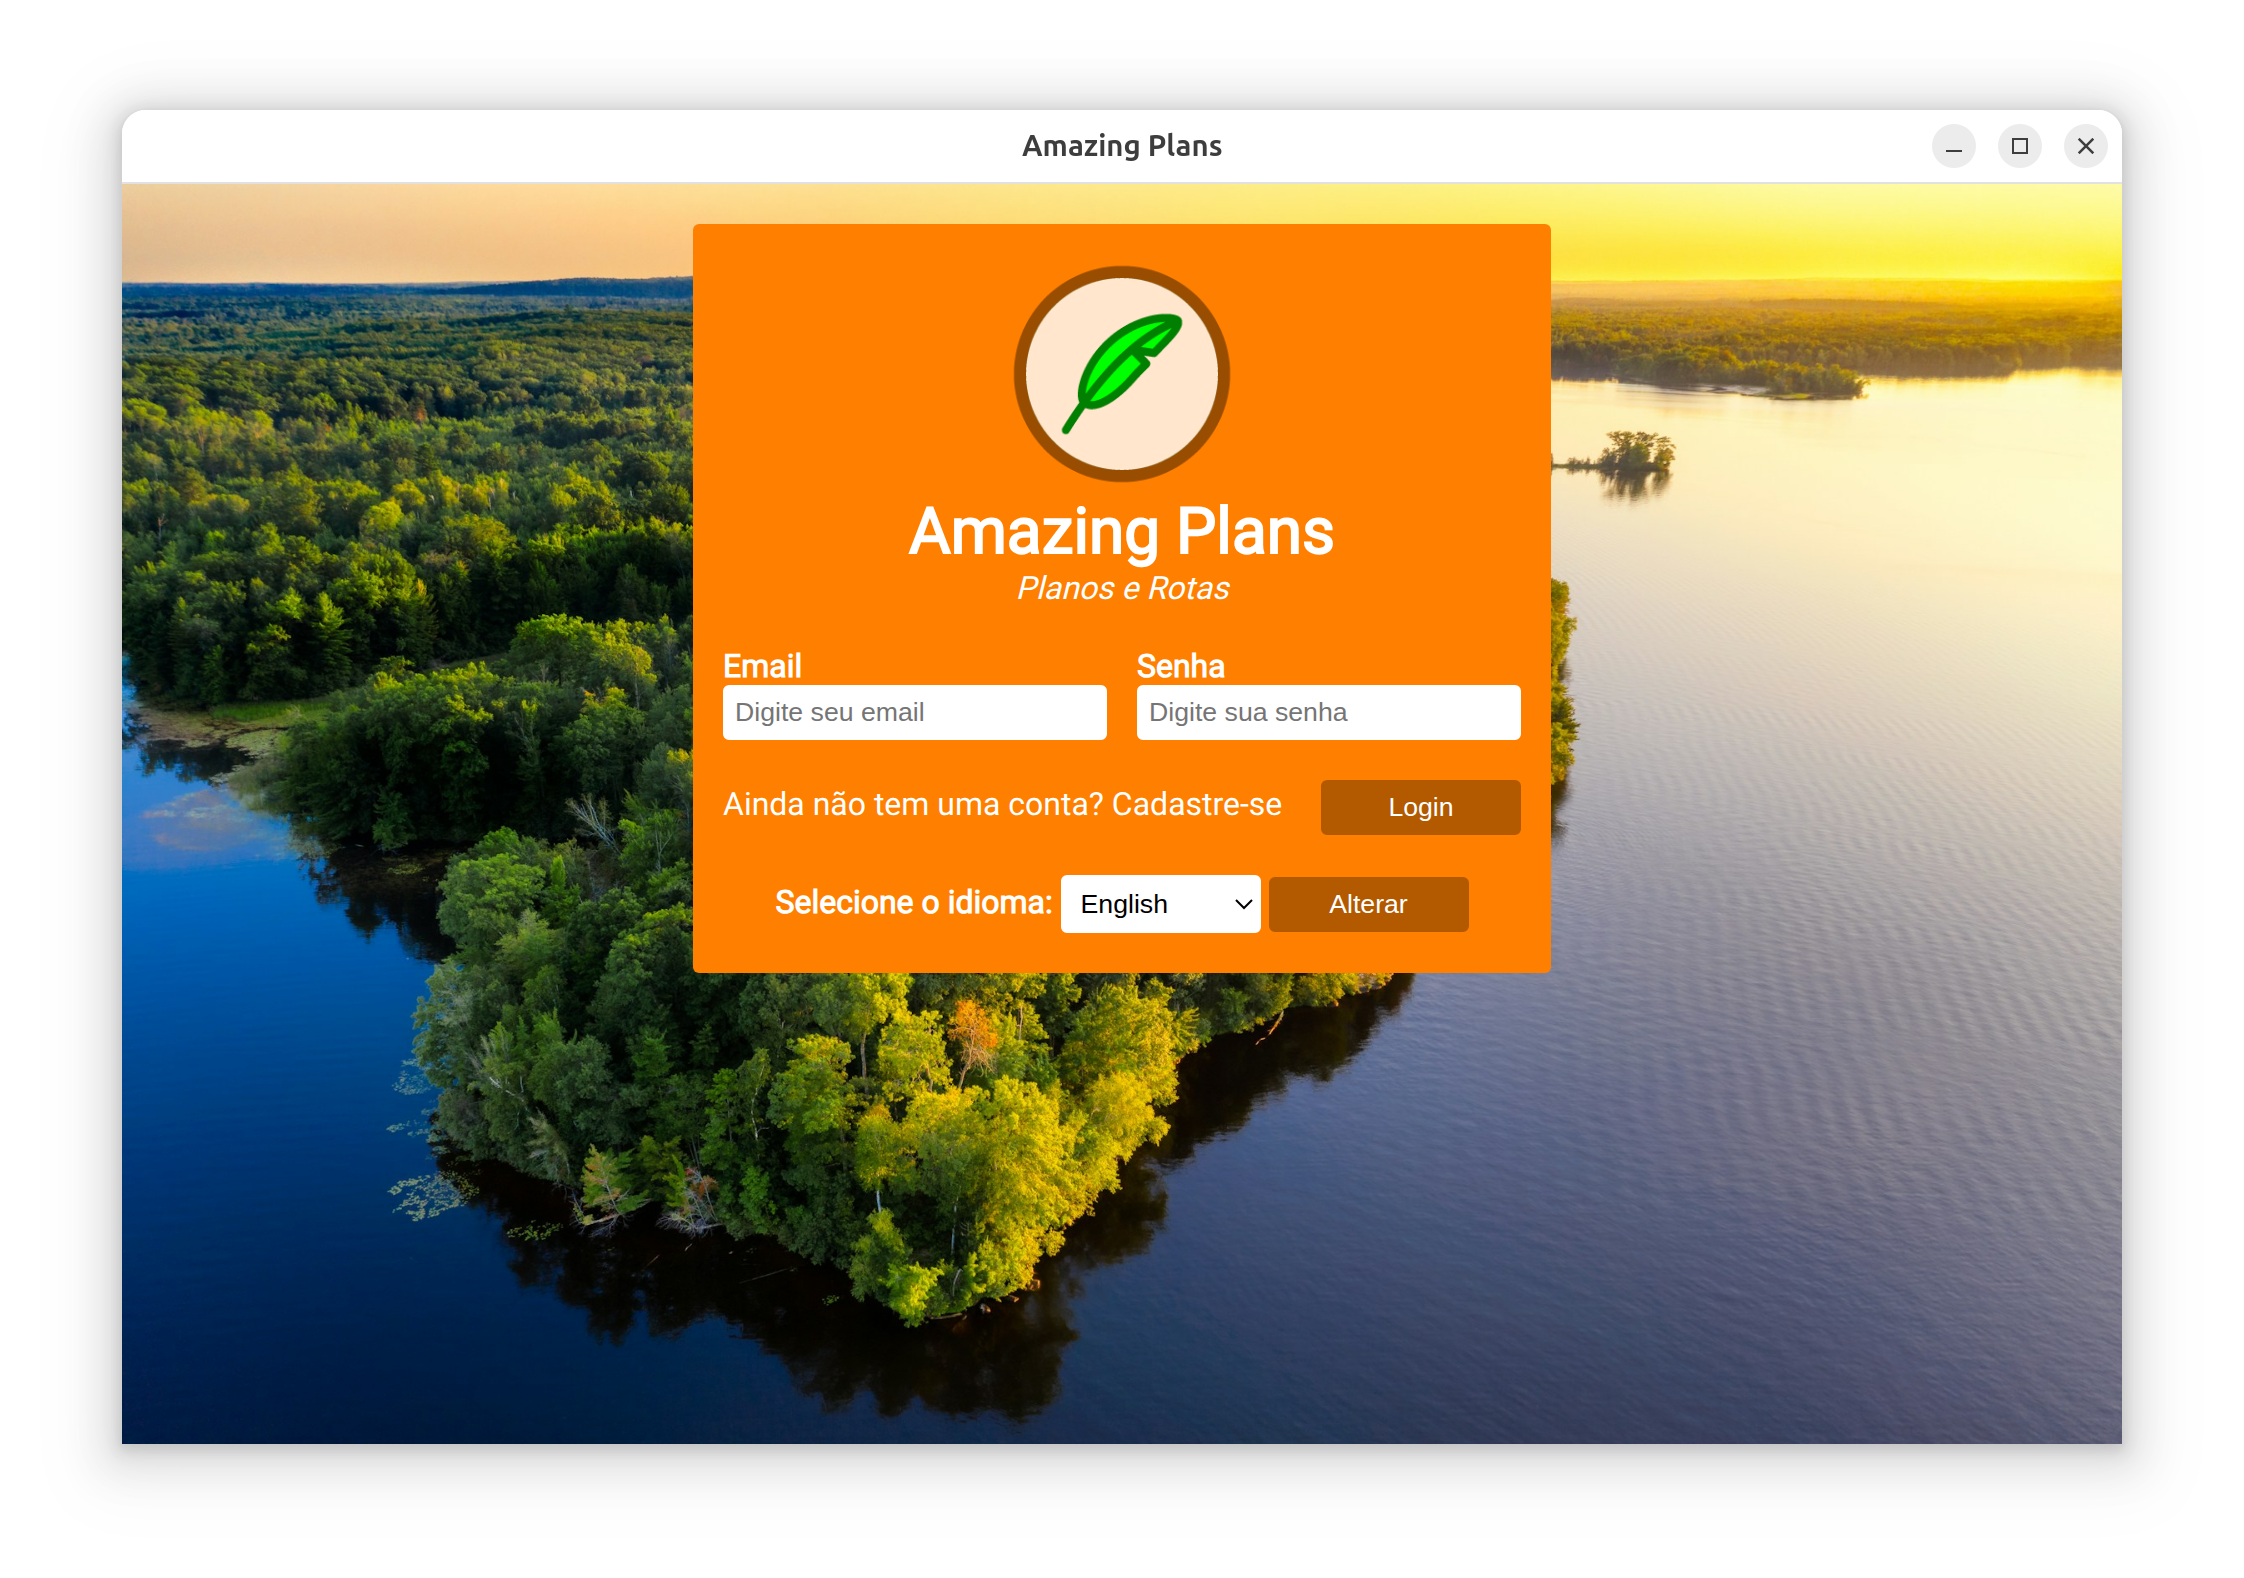 Amazing Plans
Amazing Plans
Planos e Rotas
Email
Senha
Digite seu email
Digite sua senha
Ainda não tem uma conta? Cadastre-se
Login
Selecione o idioma:
English
Alterar